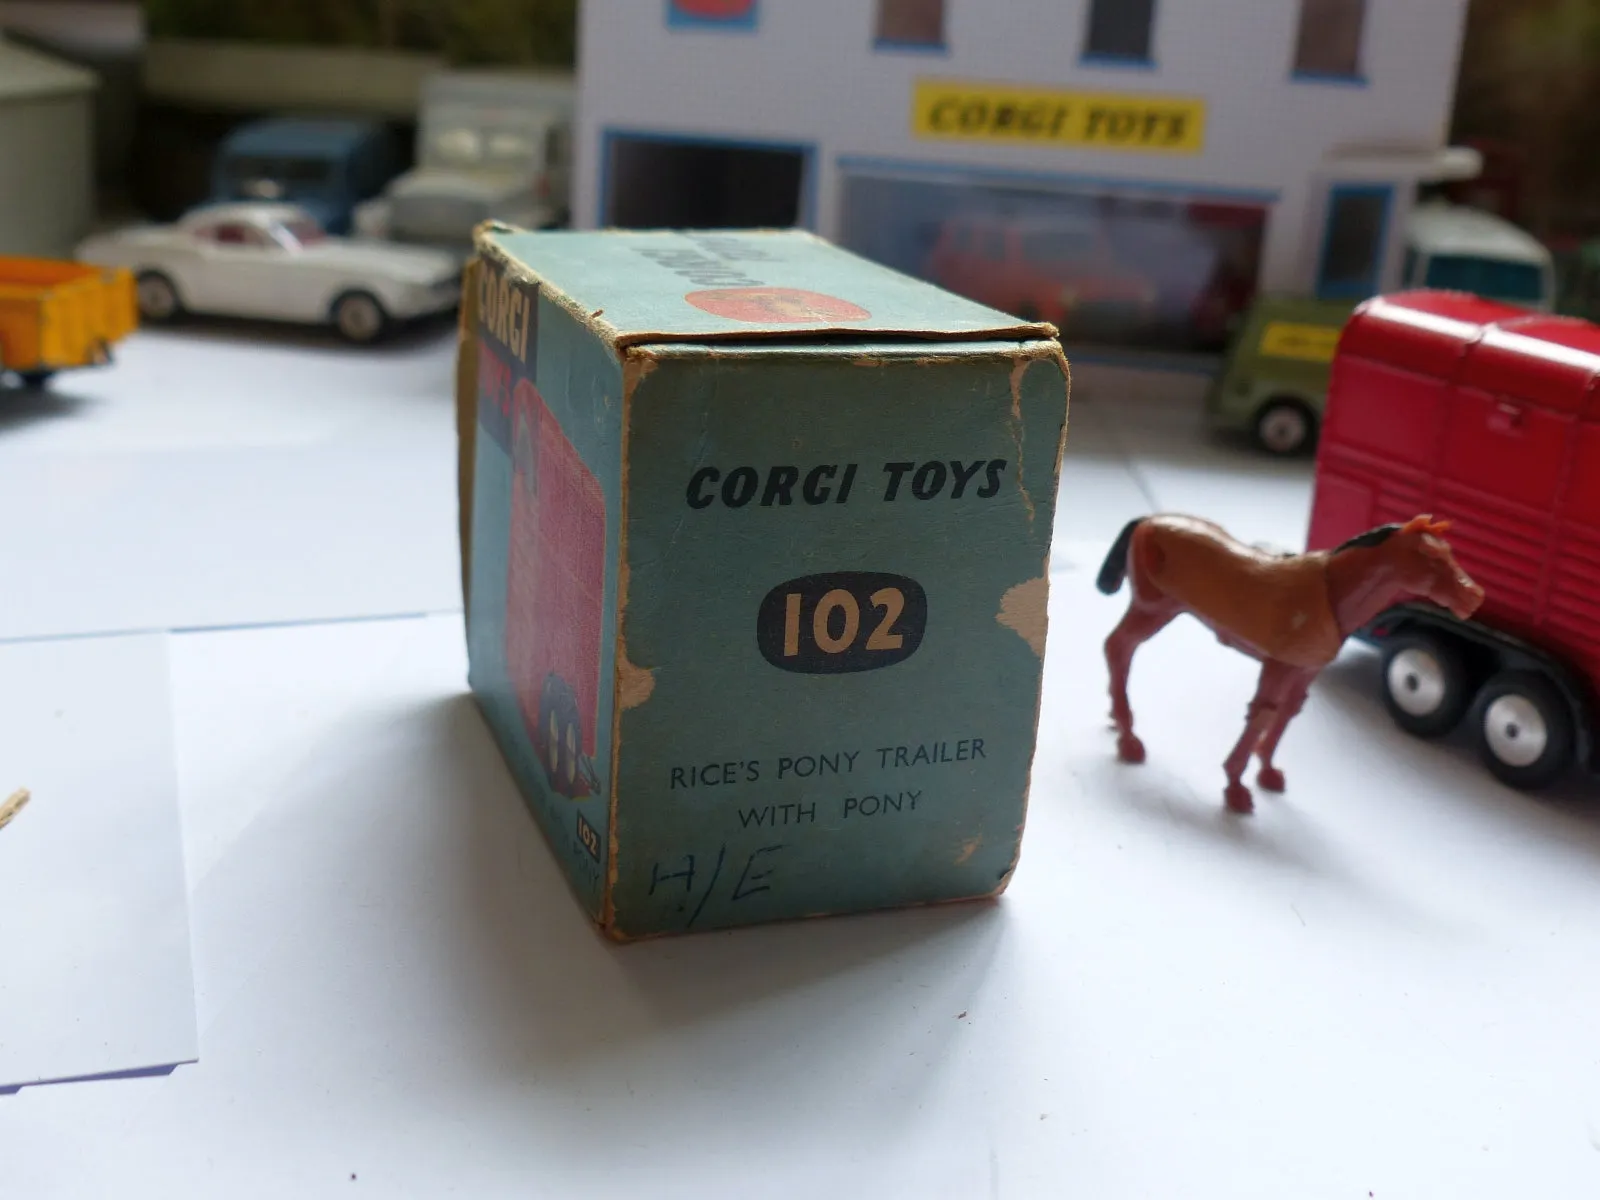 CORGI TOYS
CORGI
CORGI TOYS
102
RICE'S PONY TRAILER
WITH PONY
H/E
102